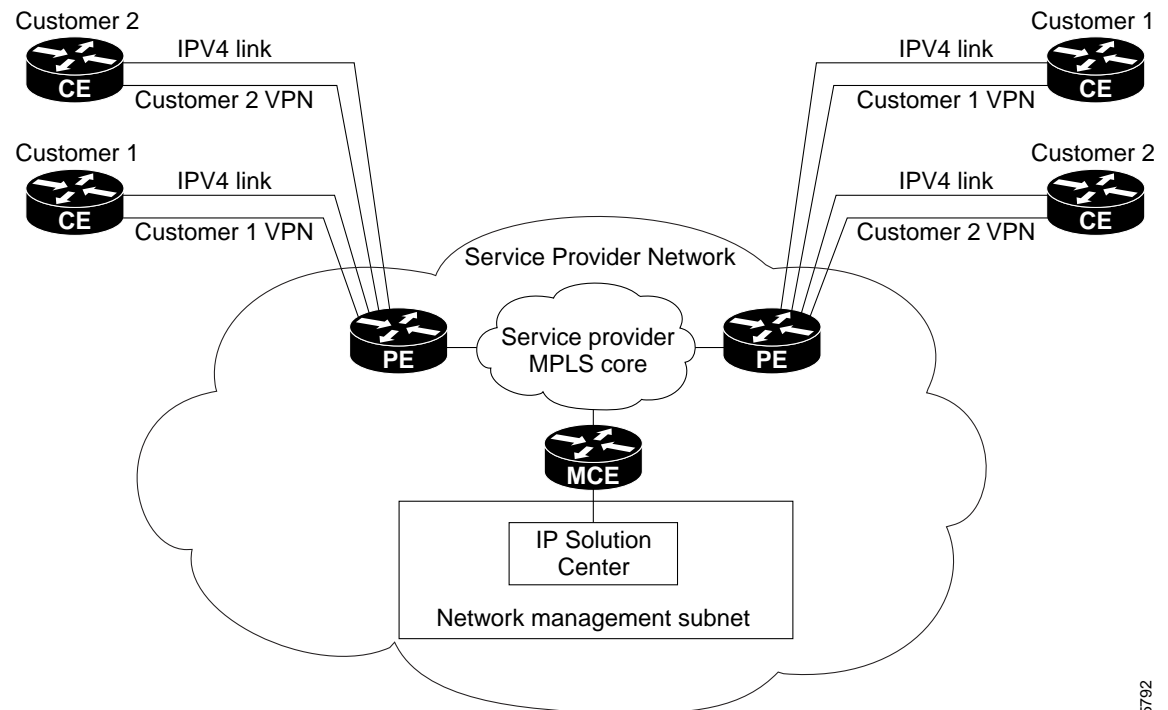 Customer 2
IPV4 link
CE
Customer 2 VPN
Customer 1
IPV4 link
CE
Customer 1 VPN
Customer 1
IPV4 link
CE
Customer 1 VPN
Customer 2
IPV4 link
CE
Customer 2 VPN
Service Provider Network
PE
Service provider
MPLS core
PE
MCE
IP Solution
Center
Network management subnet